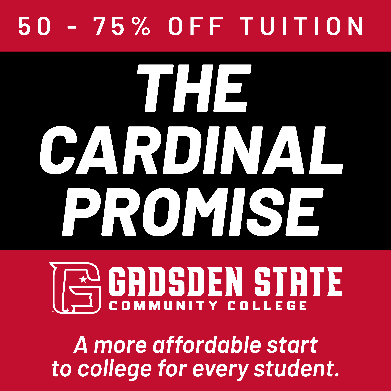 50 - 75% OFF TUITION
THE
CARDINAL
PROMISE
GADSDEN STATE
COMMUNITY COLLEGE
A more affordable start
to college for every student.